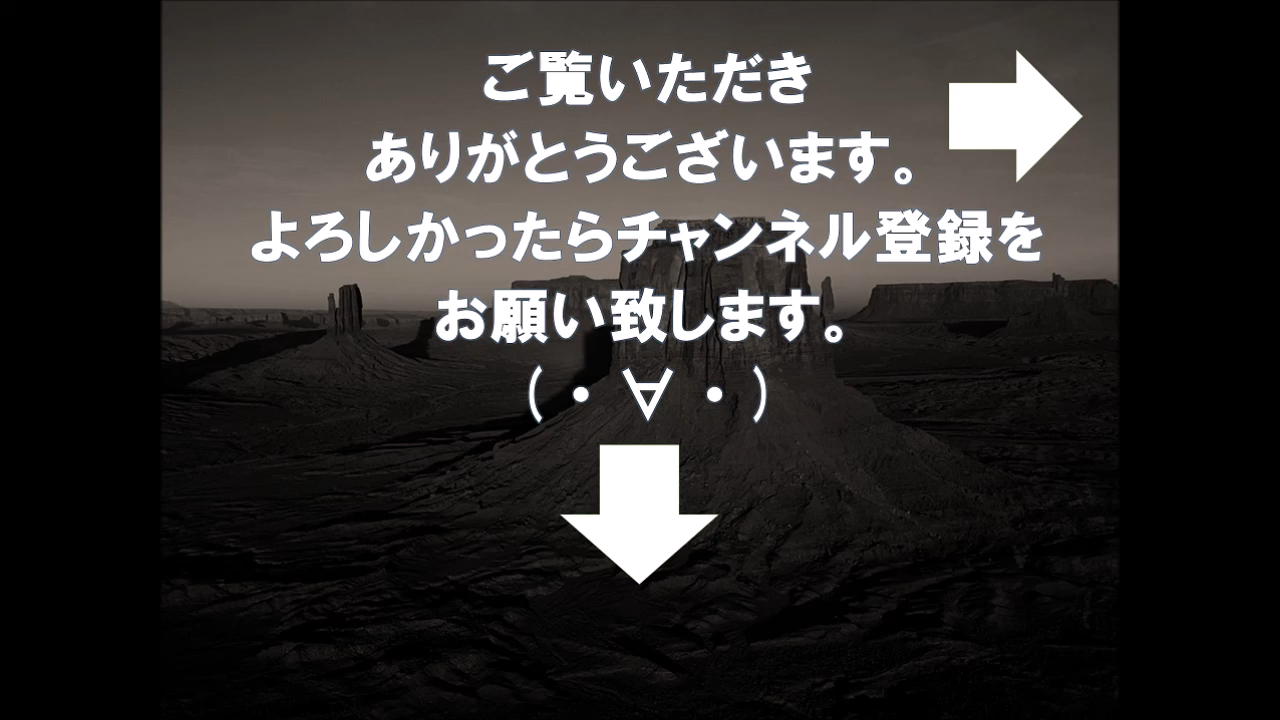 ご覧いただき
ありがとうございます。
よろしかったらチャンネル登録を
お願い致します。
(・∀・)